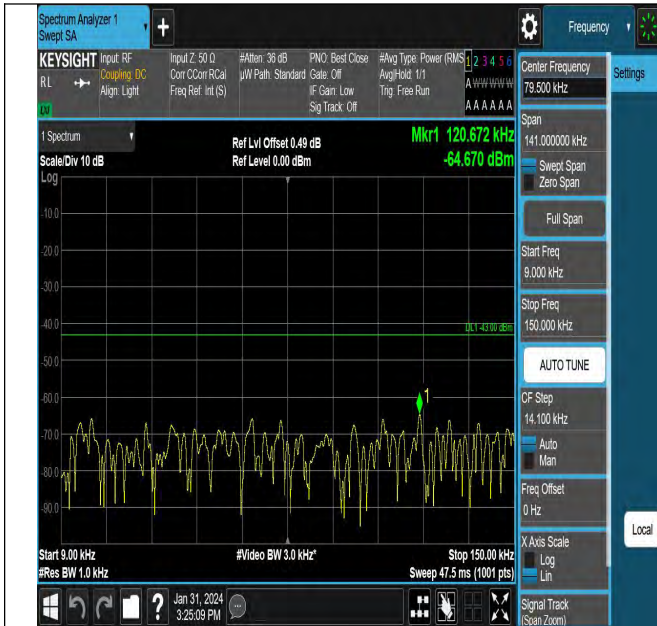 Spectrum Analyzer 1
Swept SA
+
Frequency
KEYSIGHT
RL
Input: RF
Coupling: DC
Align: Light
Input Z: 50 Ω
Corr CCorr RCal
Freq Ref: Int (S)
#Atten: 36 dB
µW Path: Standard
PNO: Best Close
Gate: Off
IF Gain: Low
Sig Track: Off
#Avg Type: Power (RMS
Avg|Hold: 1/1
Trig: Free Run
1 2 3 4 5 6
A W W W W W
A A A A A A
1 Spectrum
Scale/Div 10 dB
Ref Lvl Offset 0.49 dB
Ref Level 0.00 dBm
Mkr1 120.672 kHz
-64.670 dBm
Log
-10.0
-20.0
-30.0
-40.0
-50.0
-60.0
-70.0
-80.0
-90.0
DL1 -43.00 dBm
1
Start 9.00 kHz
#Res BW 1.0 kHz
#Video BW 3.0 kHz*
Stop 150.00 kHz
Sweep 47.5 ms (1001 pts)
?
Jan 31, 2024
3:25:09 PM
Center Frequency
79.500 kHz
Span
141.000000 kHz
Swept Span
Zero Span
Full Span
Start Freq
9.000 kHz
Stop Freq
150.000 kHz
AUTO TUNE
CF Step
14.100 kHz
Auto
Man
Freq Offset
0 Hz
X Axis Scale
Log
Lin
Signal Track
(Span Zoom)
Settings
Local